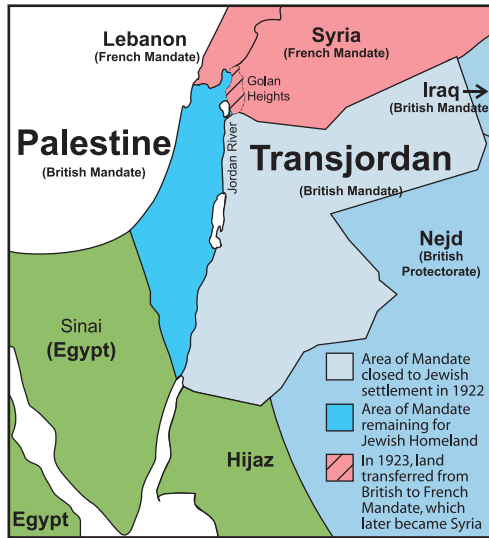 Lebanon
(French Mandate)
Syria
(French Mandate)
Golan
Heights
Iraq
(British Mandate
Palestine
(British Mandate)
Jordan River
Transjordan
(British Mandate)
Nejd
(British
Protectorate)
Sinai
(Egypt)
Hijaz
Egypt
Area of Mandate
closed to Jewish
settlement in 1922
Area of Mandate
remaining for
Jewish Homeland
In 1923, land
transferred from
British to French
Mandate, which
later became Syria